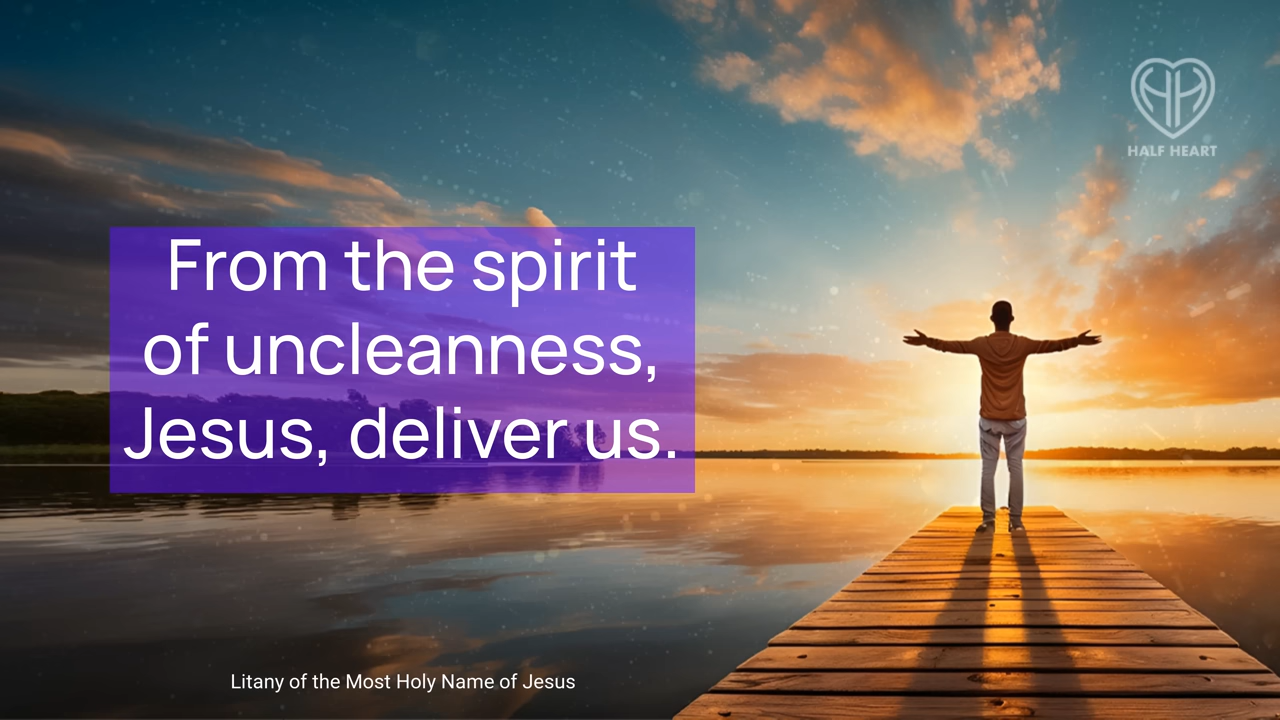 HALF HEART
From the spirit
of uncleanness,
Jesus, deliver us.
Litany of the Most Holy Name of Jesus